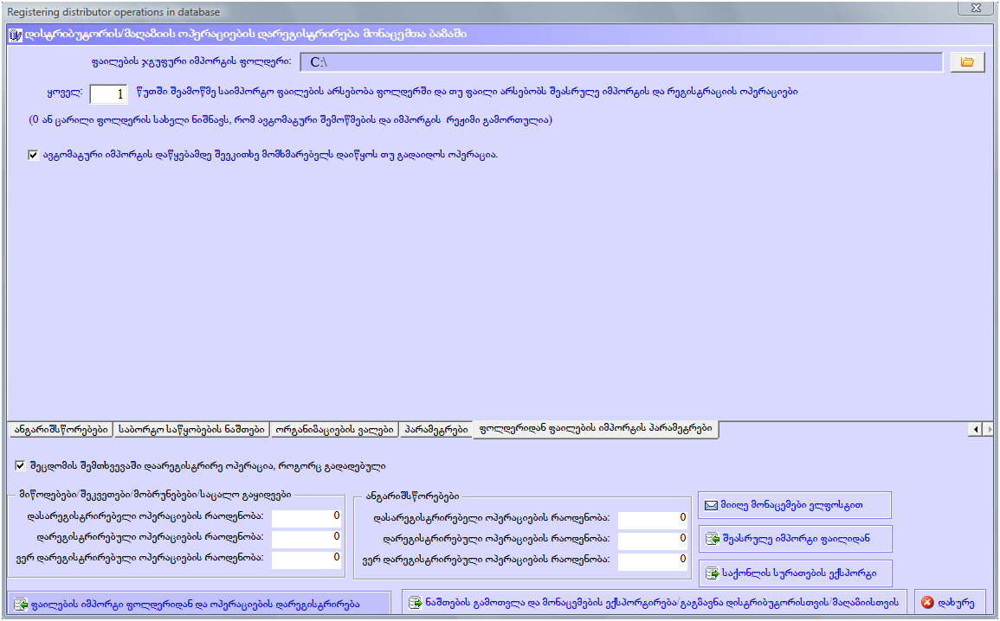 Registering distributor operations in database
დისტრიბუტორის/მაღაზიის ოპერაციების დარეგისტრირება მონაცემთა ბაზაში
ფაილების ჯგუფური იმპორტის ფოლდერი: C:\
ყოველ: 1 წუთში შეამოწმე საიმპორტო ფაილების არსებობა ფოლდერში და თუ ფაილი არსებობს შეასრულე იმპორტის და რეგისტრაციის ოპერაციები
(0 ან ცარილი ფოლდერის სახელი ნიშნავს, რომ ავტომატური შემოწმების და იმპორტის რეჟიმი გამორთულია)
ავტომატური იმპორტის დაწყებამდე შეეკითხე მომხმარებელს დაიწყოს თუ გადაიდოს ოპერაცია.
ანგარიშსწორებები საბორტო საწყობების ნაშთები ორგანიზაციების ვალები პარამეტრები ფოლდერიდან ფაილების იმპორტის პარამეტრები
შეცდომის შემთხვევაში დაარეგისტრირე ოპერაცია, როგორც გადადებული
მიწოდებები/შეკვეთები/მობრუნებები/საცალო გაყიდვები
დასარეგისტრირებელი ოპერაციების რაოდენობა: 0
დარეგისტრირებული ოპერაციების რაოდენობა: 0
ვერ დარეგისტრირებული ოპერაციების რაოდენობა: 0
ანგარიშსწორებები
დასარეგისტრირებელი ოპერაციების რაოდენობა: 0
დარეგისტრირებული ოპერაციების რაოდენობა: 0
ვერ დარეგისტრირებული ოპერაციების რაოდენობა: 0
მიიღე მონაცემები ელფოსტით
შეასრულე იმპორტი ფაილიდან
საქონლის სურათების ექსპორტი
ფაილების იმპორტი ფოლდერიდან და ოპერაციების დარეგისტრირება
ნაშთების გამოთვლა და მონაცემების ექსპორტირება/გაგზავნა დისტრიბუტორისთვის/მაღაზიისთვის
დახურე